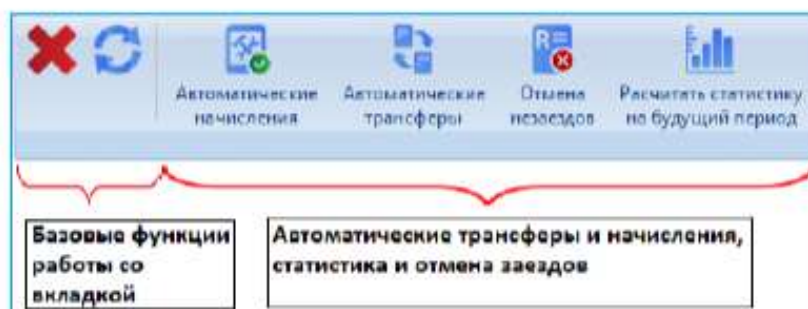 Автоматические
начисления
Автоматические
трансферы
Отмена
незаездов
Расчитать статистику
на будущий период
Базовые функции
работы со
вкладкой
Автоматические трансферы и начисления,
статистика и отмена заездов